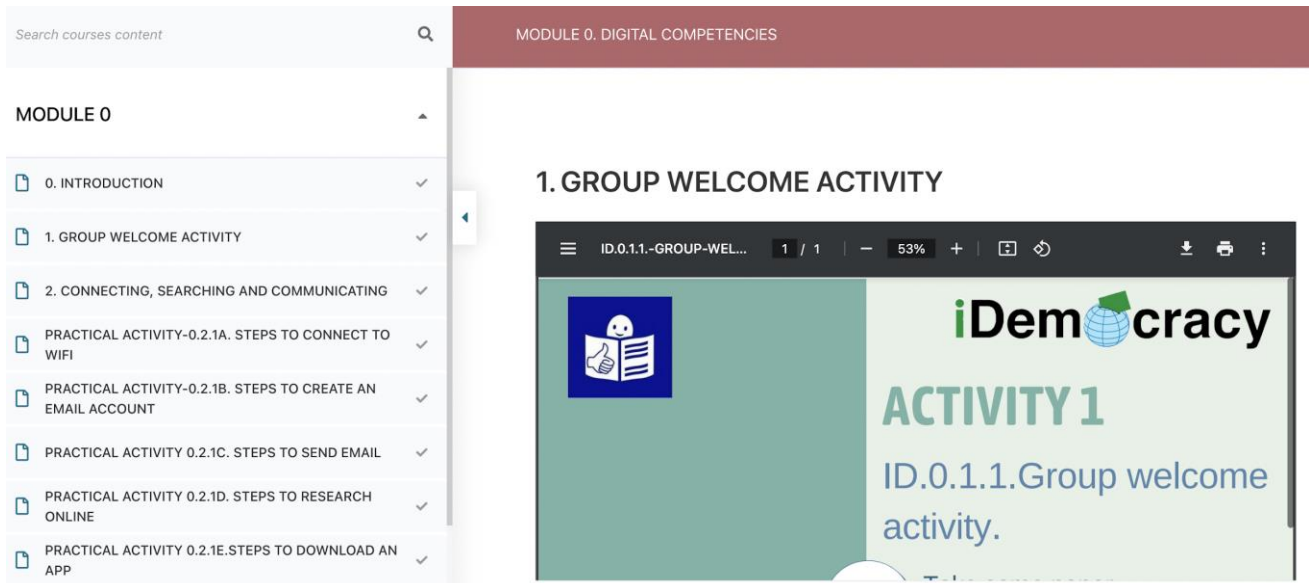 Search courses content
MODULE 0
0. INTRODUCTION
1. GROUP WELCOME ACTIVITY
2. CONNECTING, SEARCHING AND COMMUNICATING
PRACTICAL ACTIVITY-0.2.1A. STEPS TO CONNECT TO
WIFI
PRACTICAL ACTIVITY-0.2.1B. STEPS TO CREATE AN
EMAIL ACCOUNT
PRACTICAL ACTIVITY 0.2.1C. STEPS TO SEND EMAIL
PRACTICAL ACTIVITY 0.2.1D. STEPS TO RESEARCH
ONLINE
PRACTICAL ACTIVITY 0.2.1E.STEPS TO DOWNLOAD AN
APP
MODULE 0. DIGITAL COMPETENCIES
1. GROUP WELCOME ACTIVITY
ID.0.1.1.-GROUP-WEL... 1 / 1 53%
iDemocracy
ACTIVITY 1
ID.0.1.1.Group welcome
activity.